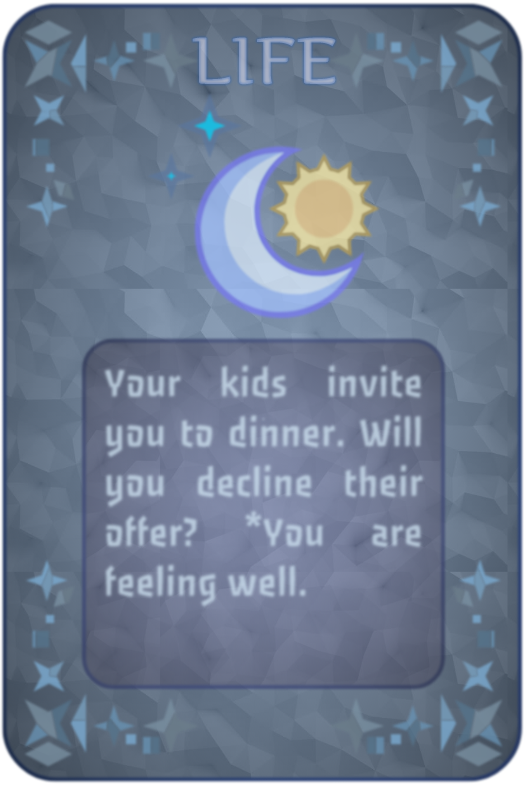 LIFE
Your kids invite
you to dinner. Will
you decline their
offer? *You are
feeling well.